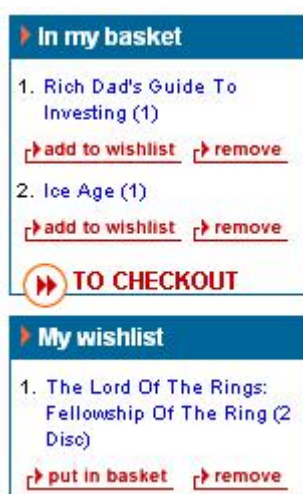 In my basket
1. Rich Dad's Guide To
Investing (1)
add to wishlist remove
2. Ice Age (1)
add to wishlist remove
TO CHECKOUT
My wishlist
1. The Lord Of The Rings:
Fellowship Of The Ring (2
Disc)
put in basket remove